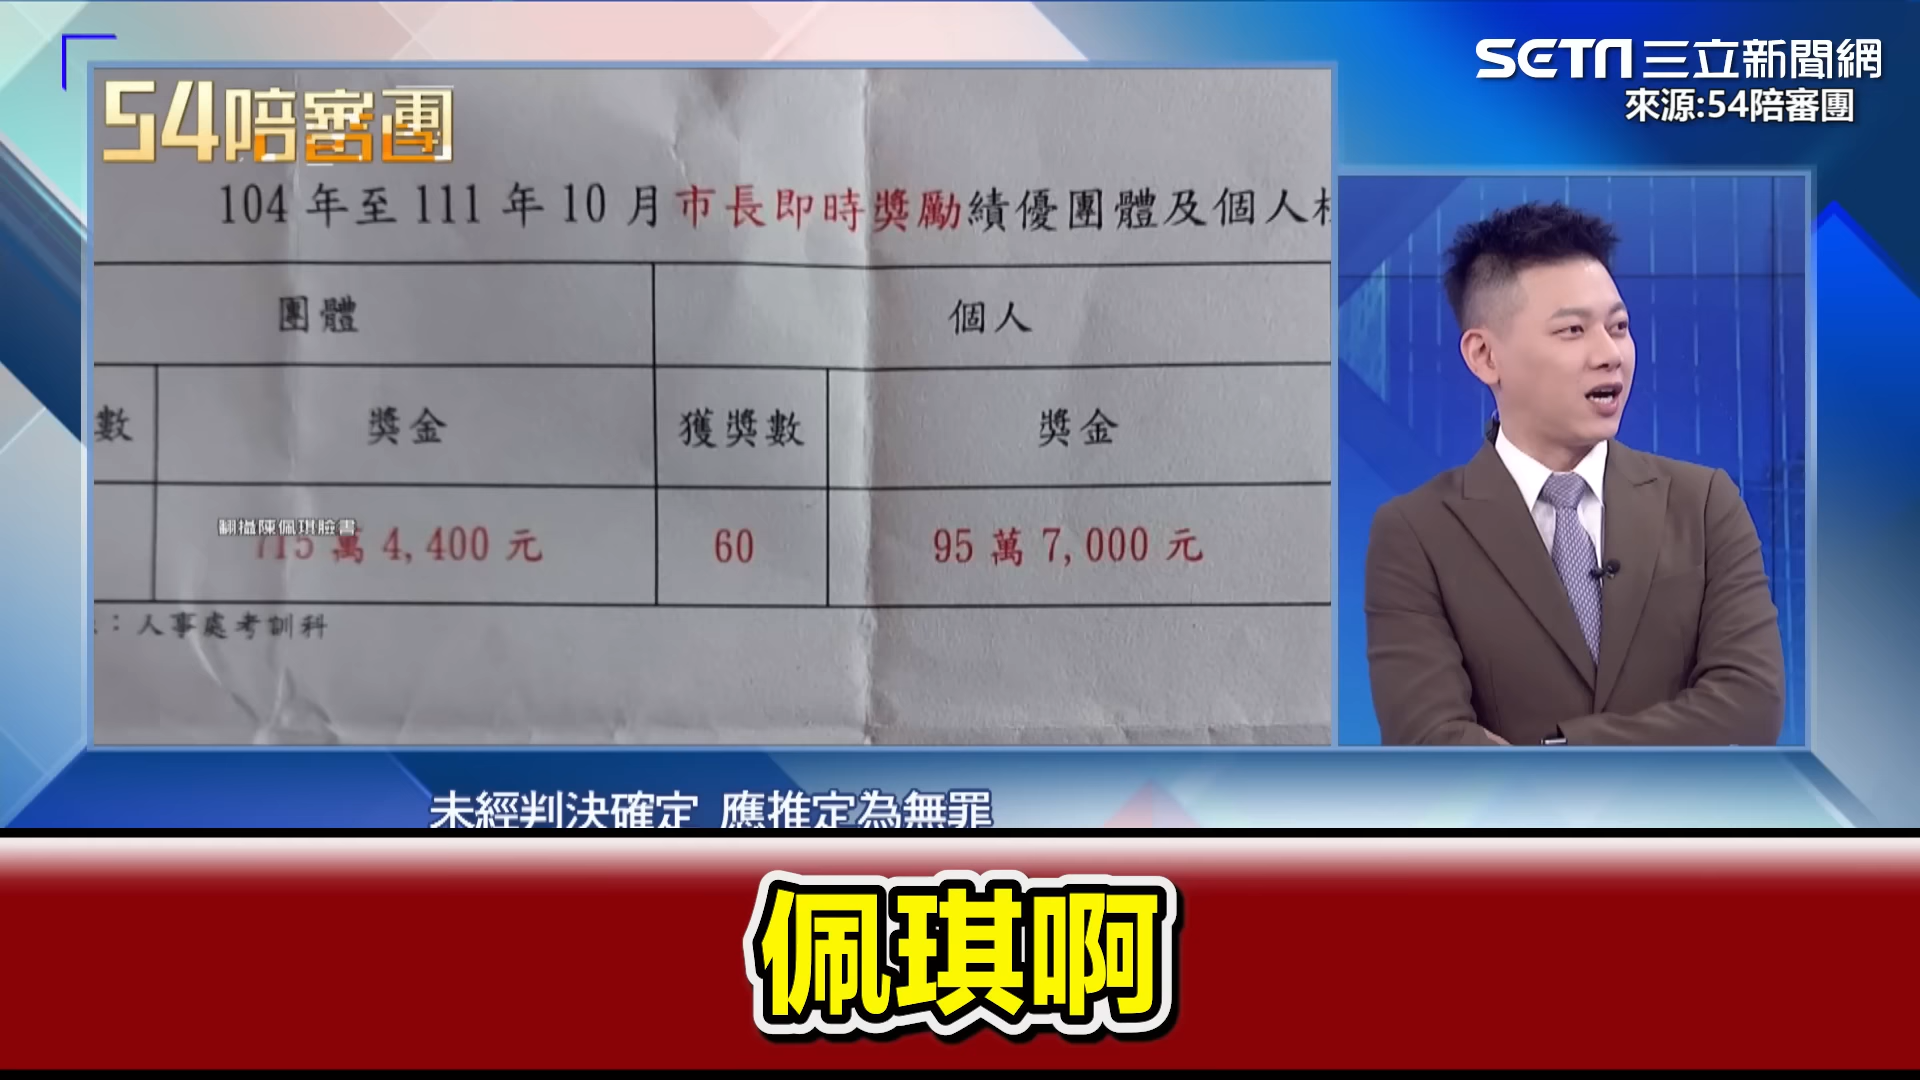 SETN三立新聞網
來源:54陪審團
54陪審團
104年至111年10月市長即時獎勵績優團體及個人
團體 個人
數 獎金 獲獎數 獎金
翻攝陳佩琪臉書
715萬4,400元 60 95萬7,000元
：人事處考訓科
未經判決確定 應推定為無罪
佩琪啊